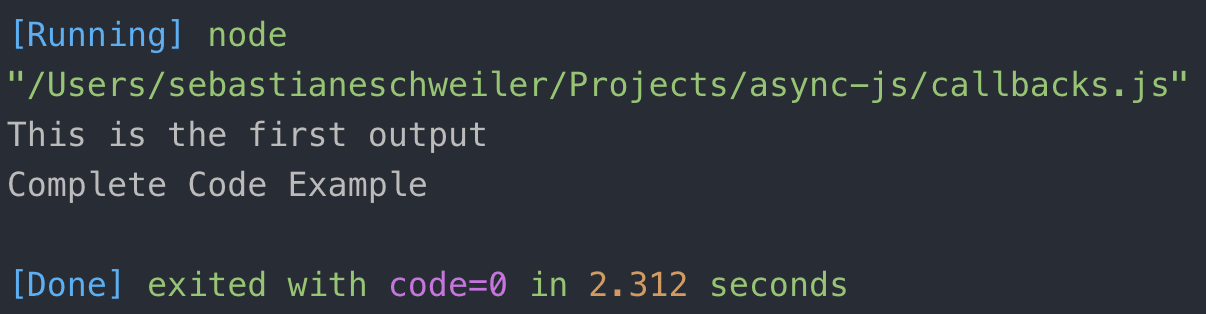 [Running] node
"/Users/sebastianeschweiler/Projects/async-js/callbacks.js"
This is the first output
Complete Code Example
[Done] exited with code=0 in 2.312 seconds